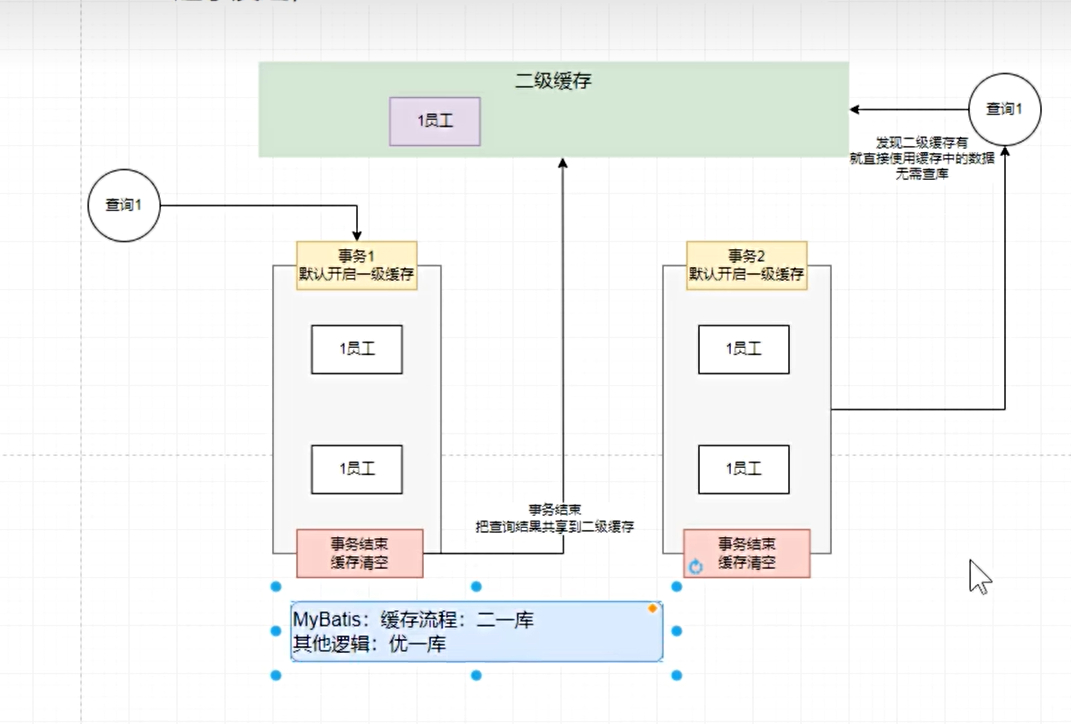 二级缓存
1员工
查询1
发现二级缓存有
就直接使用缓存中的数据
无需查库
查询1
事务1
默认开启一级缓存
事务2
默认开启一级缓存
1员工
1员工
1员工
1员工
事务结束
把查询结果共享到二级缓存
事务结束
缓存清空
事务结束
缓存清空
MyBatis：缓存流程：二一库
其他逻辑：优一库